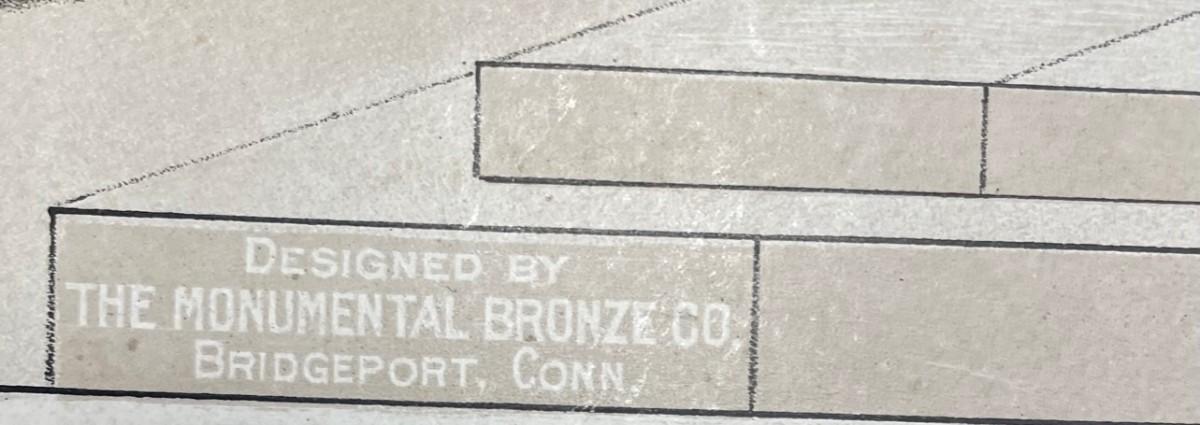 DESIGNED BY
THE MONUMENTAL BRONZE CO.
BRIDGEPORT, CONN.